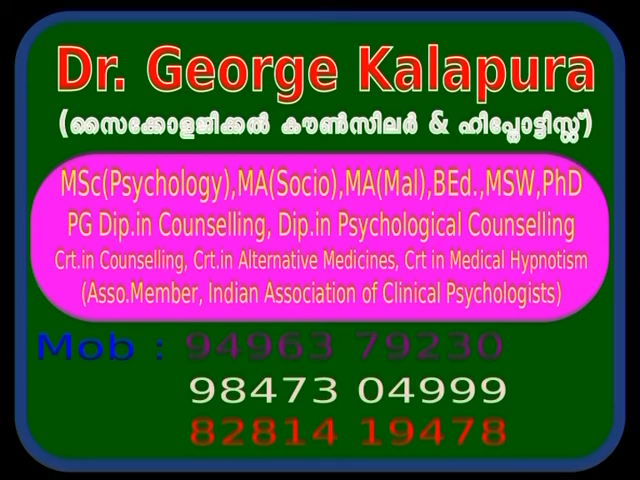 Dr. George Kalapura
(സൈക്കോളജിക്കൽ കൗൺസിലർ & ഹിപ്നോട്ടിസ്റ്റ്)
MSc(Psychology),MA(Socio),MA(Mal),BEd.,MSW,PhD
PG Dip.in Counselling, Dip.in Psychological Counselling
Crt.in Counselling, Crt.in Alternative Medicines, Crt in Medical Hypnotism
(Asso.Member, Indian Association of Clinical Psychologists)
Mob : 94963 79230
98473 04999
82814 19478